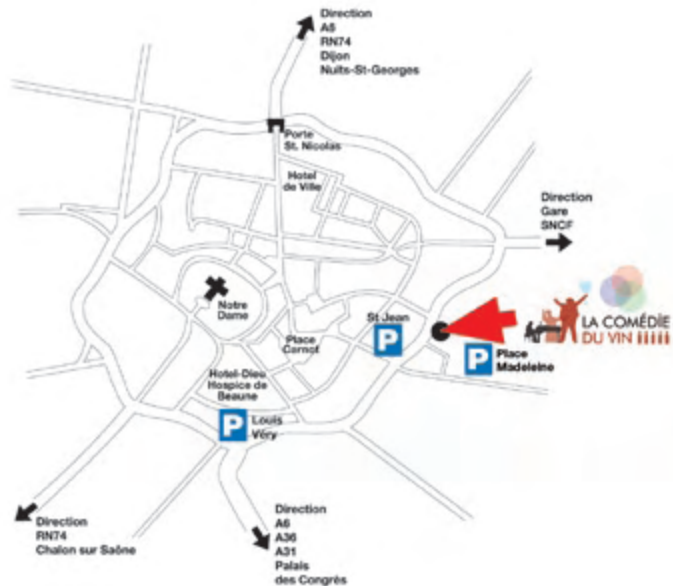 Direction
A6
RN74
Dijon
Nuits-St-Georges
Porte
St. Nicolas
Hotel
de Ville
Direction
Gare
SNCF
Notre
Dame
St Jean
P
Place
Carnot
LA COMÉDIE
DU VIN
P
Place
Madeleine
Hotel-Dieu
Hospice de
Beaune
P
Louis
Véry
Direction
RN74
Chalon sur Saône
Direction
A6
A36
A31
Palais
des Congrès